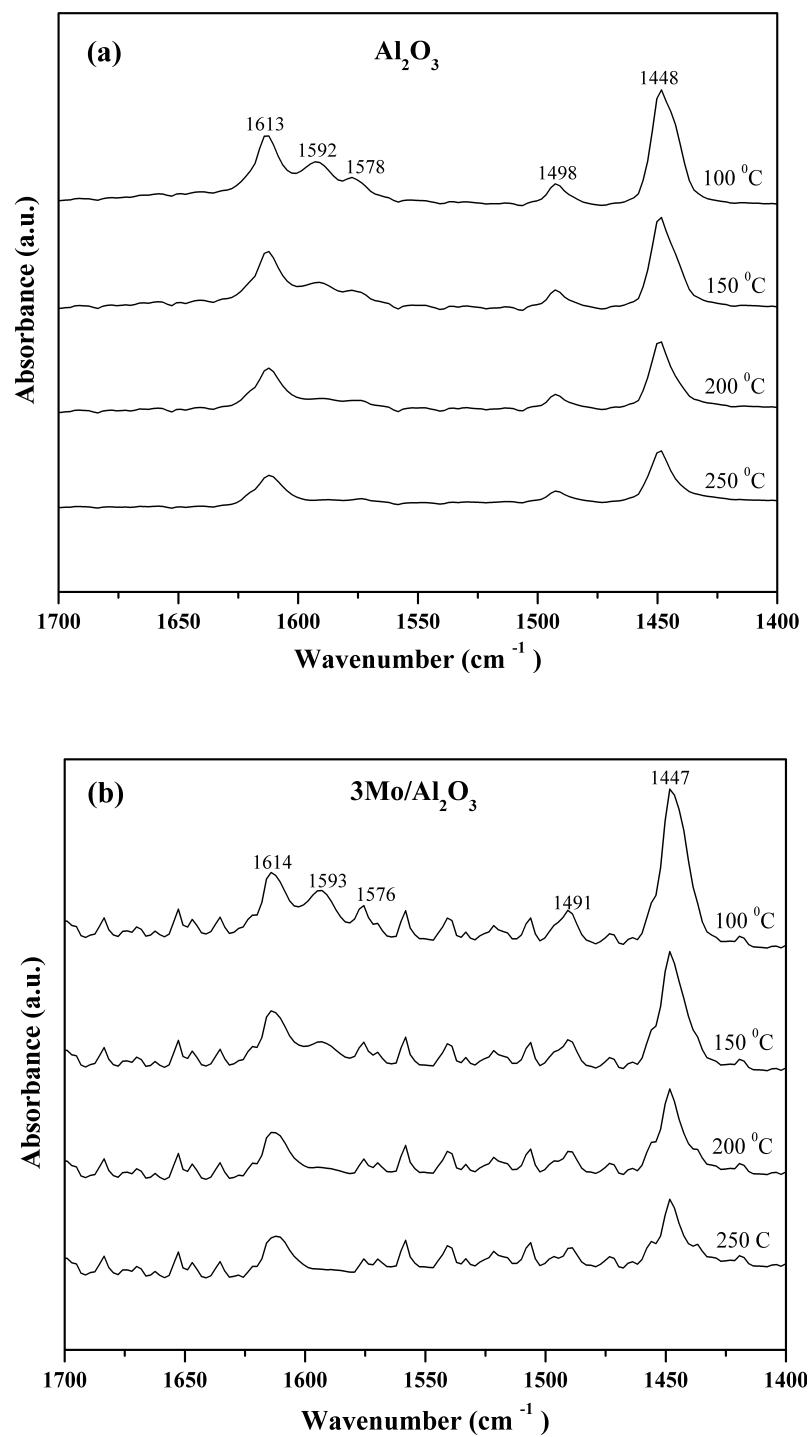 (a) Al₂O₃
1448
1613
1592
1578
1498
100 ⁰C
150 ⁰C
200 ⁰C
250 ⁰C
Absorbance (a.u.)
1700 1650 1600 1550 1500 1450 1400
Wavenumber (cm ⁻¹ )
(b) 3Mo/Al₂O₃
1447
1614
1593
1576
1491
100 ⁰C
150 ⁰C
200 ⁰C
250 C
Absorbance (a.u.)
1700 1650 1600 1550 1500 1450 1400
Wavenumber (cm ⁻¹ )